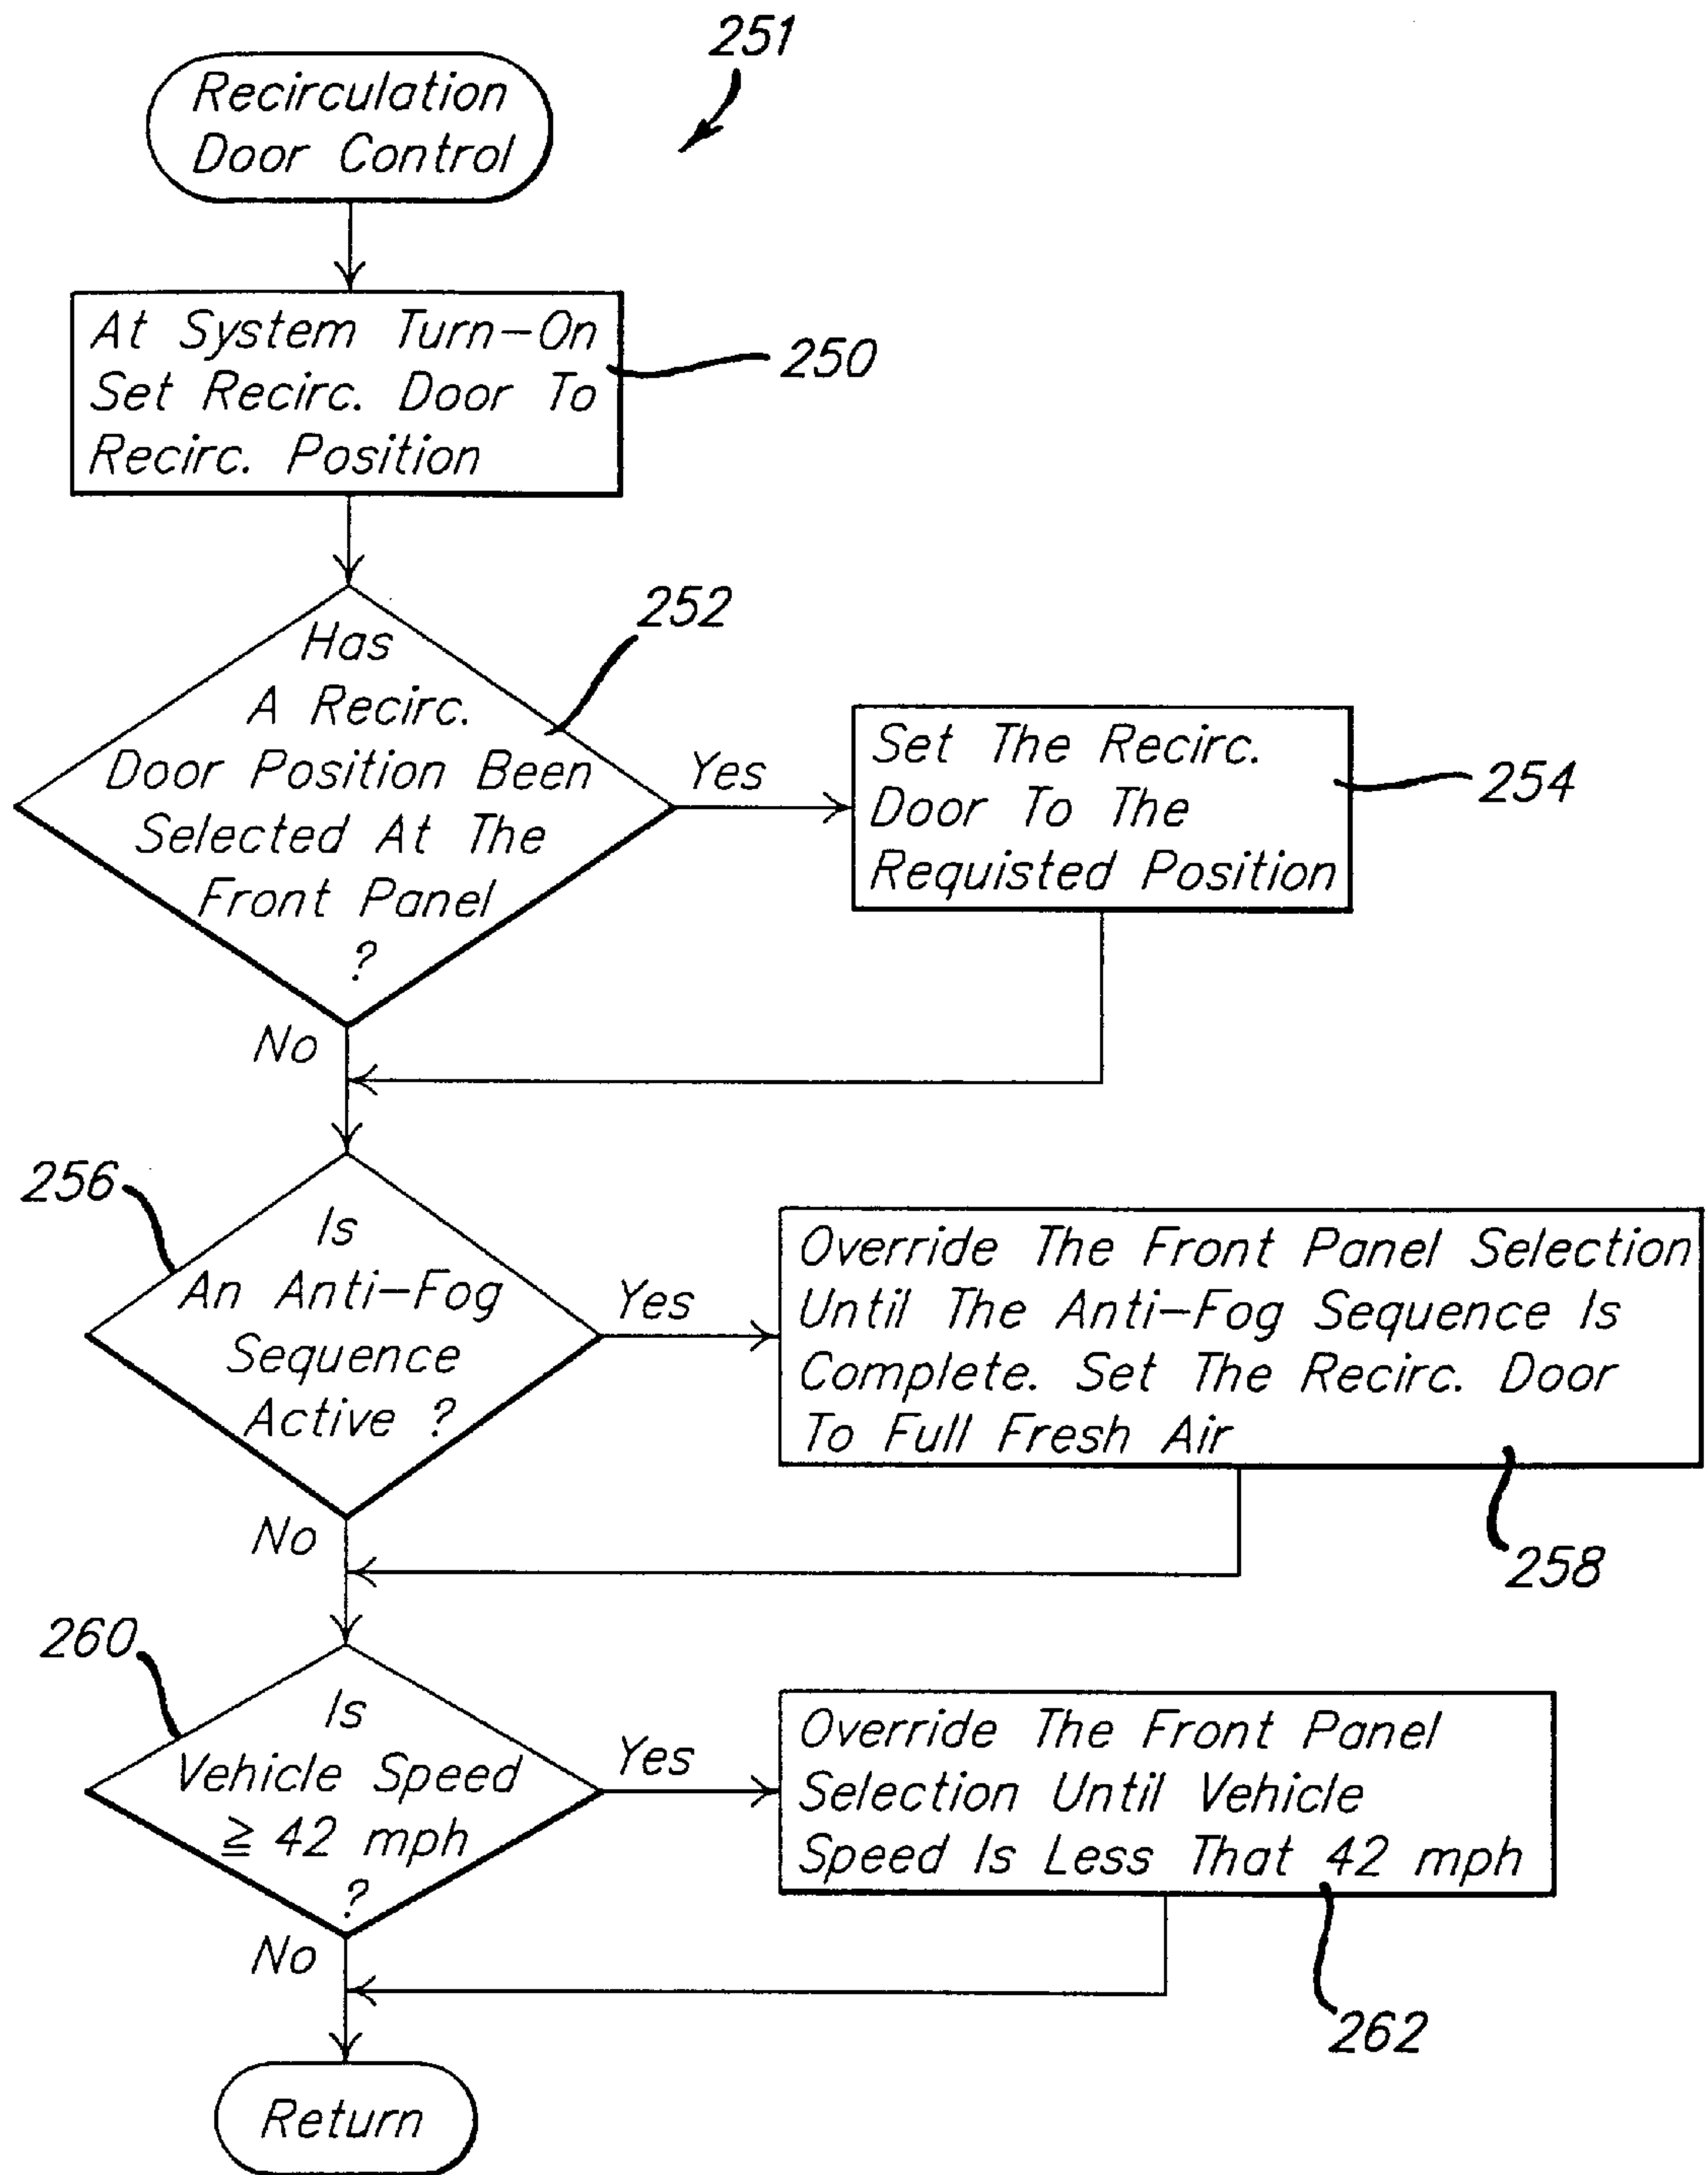 251
Recirculation
Door Control
At System Turn-On
Set Recirc. Door To
Recirc. Position
250
Has
A Recirc.
Door Position Been
Selected At The
Front Panel
?
252
Yes
Set The Recirc.
Door To The
Requisted Position
254
No
256
Is
An Anti-Fog
Sequence
Active ?
Yes
Override The Front Panel Selection
Until The Anti-Fog Sequence Is
Complete. Set The Recirc. Door
To Full Fresh Air
258
No
260
Is
Vehicle Speed
≧ 42 mph
?
Yes
Override The Front Panel
Selection Until Vehicle
Speed Is Less That 42 mph
262
No
Return